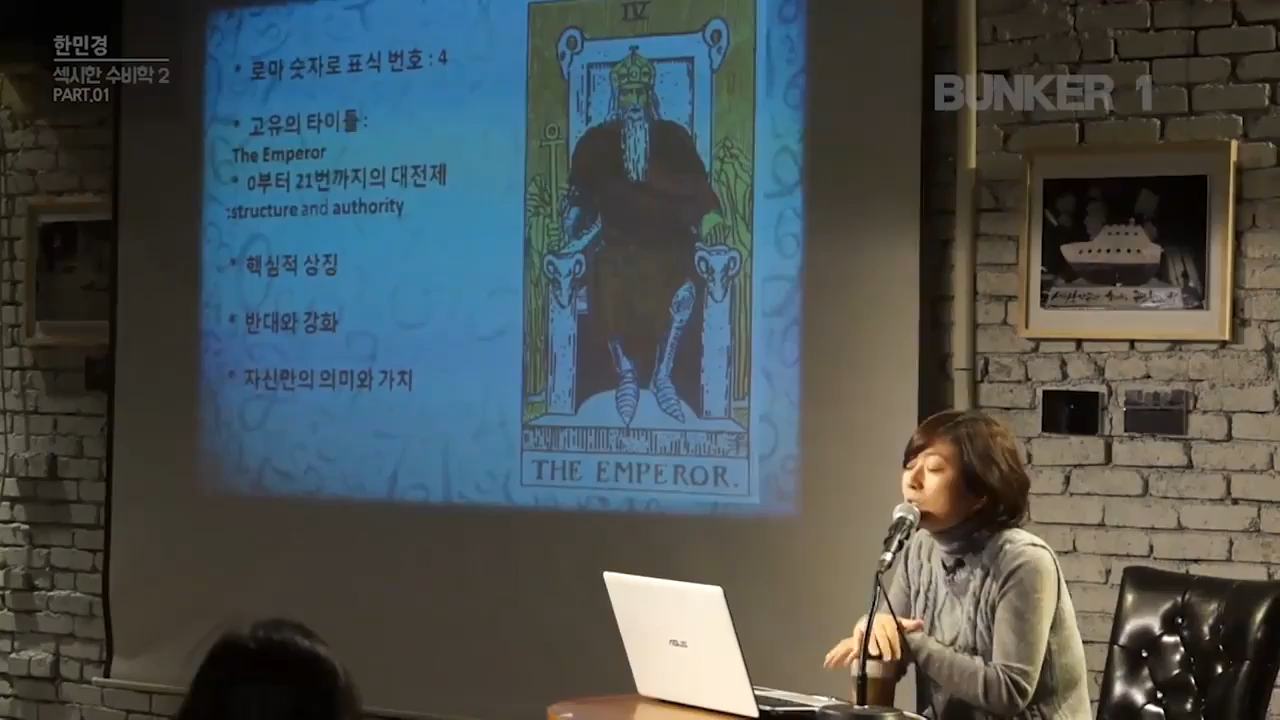 한민경
섹시한 수비학 2
PART.01
BUNKER 1
• 로마 숫자로 표식 번호 : 4
• 고유의 타이틀 :
The Emperor
• 0부터 21번까지의 대전제
:structure and authority
• 핵심적 상징
• 반대와 강화
• 자신만의 의미와 가치
IV
THE EMPEROR.
ASUS